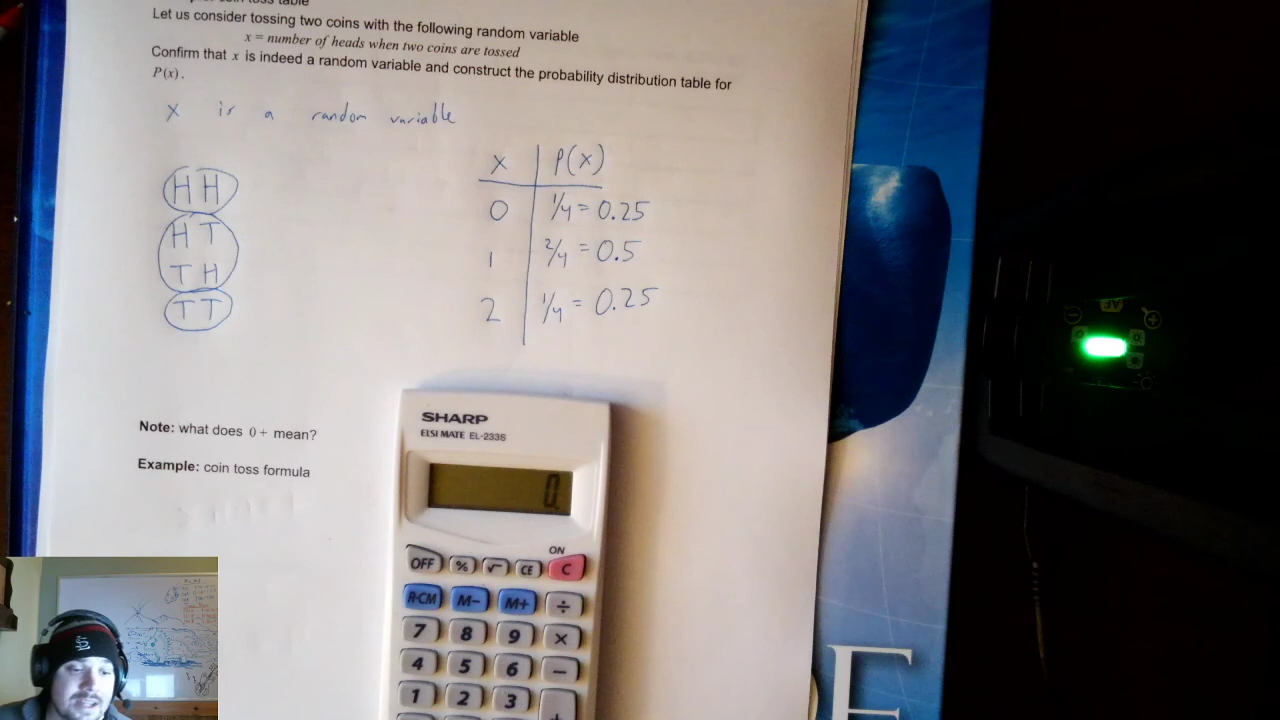 coin toss table
Let us consider tossing two coins with the following random variable
x = number of heads when two coins are tossed
Confirm that x is indeed a random variable and construct the probability distribution table for
P(x).
X is a random variable
HH
HT
TH
TT
x P(x)
0 1/4 = 0.25
1 2/4 = 0.5
2 1/4 = 0.25
Note: what does 0+ mean?
Example: coin toss formula
SHARP
ELSI MATE EL-233S
0.
ON
OFF % √ CE C
R·CM M− M+ ÷
7 8 9 ×
4 5 6 −
1 2 3 +
AF
E